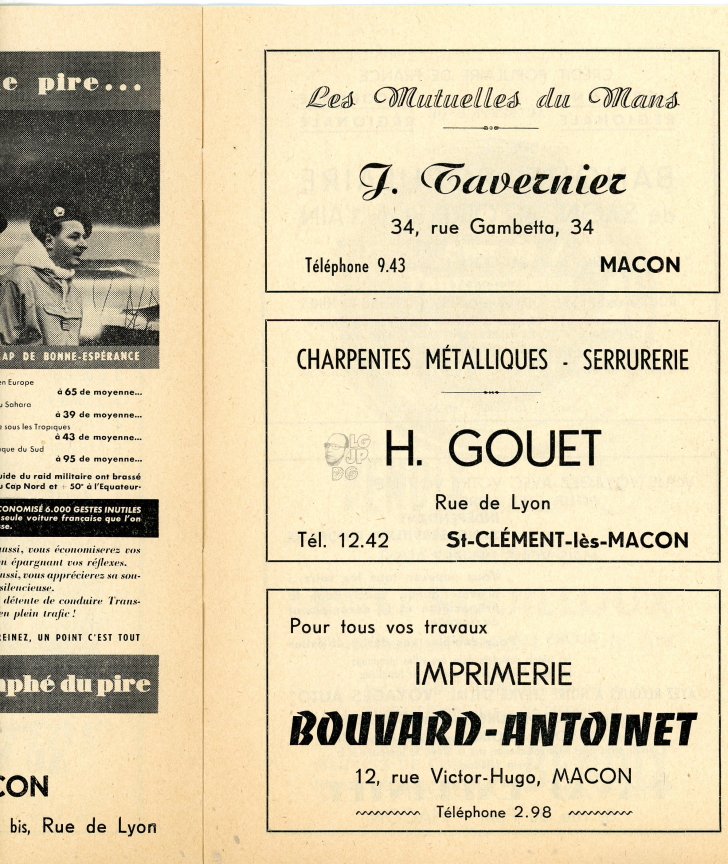 e pire...
AP DE BONNE-ESPÉRANCE
en Europe
à 65 de moyenne...
u Sahara
à 39 de moyenne...
e sous les Tropiques
à 43 de moyenne...
ique du Sud
à 95 de moyenne...
uide du raid militaire ont brassé
u Cap Nord et + 50° à l'Equateur-
CONOMISÉ 6.000 GESTES INUTILES
seule voiture française que l'on
se.
ussi, vous économiserez vos
n épargnant vos réflexes.
ussi, vous apprécierez sa sou-
silencieuse.
détente de conduire Trans-
en plein trafic !
REINEZ, UN POINT C'EST TOUT
mphé du pire
CON
bis, Rue de Lyon
Les Mutuelles du Mans
J. Tavernier
34, rue Gambetta, 34
Téléphone 9.43 MACON
CHARPENTES MÉTALLIQUES - SERRURERIE
LG
JP
DG
H. GOUET
Rue de Lyon
Tél. 12.42 St-CLÉMENT-lès-MACON
Pour tous vos travaux
IMPRIMERIE
BOUVARD-ANTOINET
12, rue Victor-Hugo, MACON
Téléphone 2.98